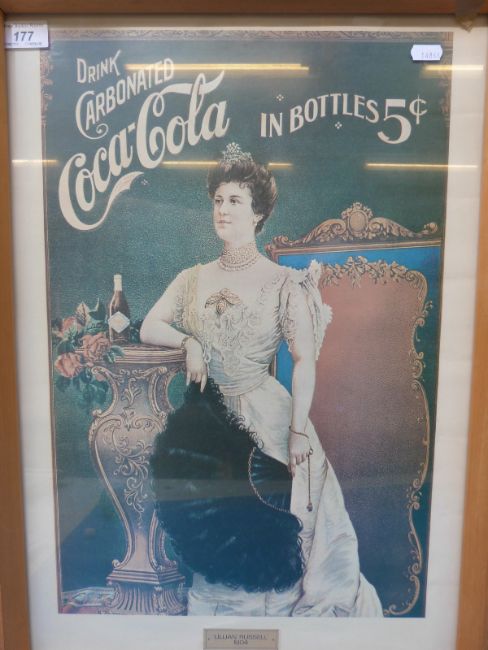 177
DRINK
CARBONATED
Coca-Cola
IN BOTTLES 5¢
LILLIAN RUSSELL
1904